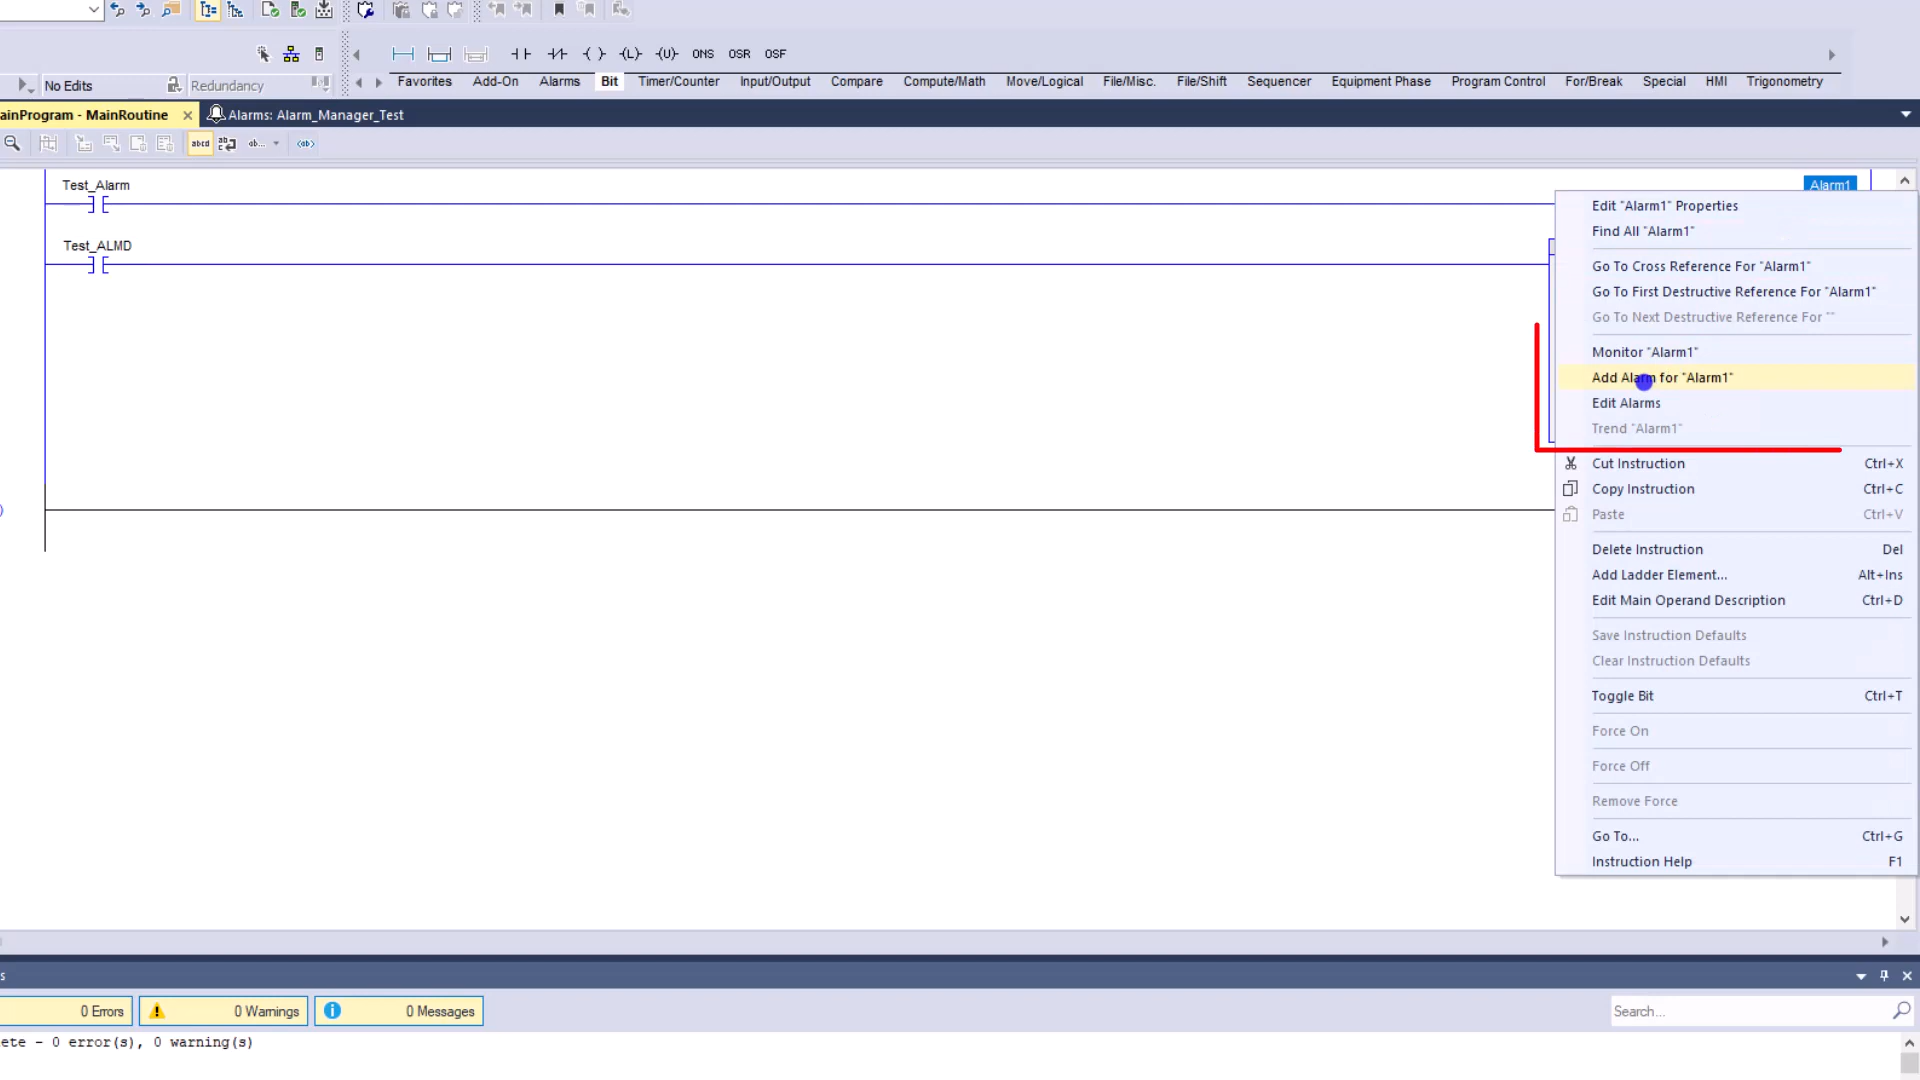 ONS OSR OSF
No Edits
Redundancy
Favorites Add-On Alarms Bit Timer/Counter Input/Output Compare Compute/Math Move/Logical File/Misc. File/Shift Sequencer Equipment Phase Program Control For/Break Special HMI Trigonometry
ainProgram - MainRoutine
Alarms: Alarm_Manager_Test
abcd
ab...
<ab>
Test_Alarm
Alarm1
Test_ALMD
Edit "Alarm1" Properties
Find All "Alarm1"
Go To Cross Reference For "Alarm1"
Go To First Destructive Reference For "Alarm1"
Go To Next Destructive Reference For ""
Monitor "Alarm1"
Add Alarm for "Alarm1"
Edit Alarms
Trend "Alarm1"
Cut Instruction Ctrl+X
Copy Instruction Ctrl+C
Paste Ctrl+V
Delete Instruction Del
Add Ladder Element... Alt+Ins
Edit Main Operand Description Ctrl+D
Save Instruction Defaults
Clear Instruction Defaults
Toggle Bit Ctrl+T
Force On
Force Off
Remove Force
Go To... Ctrl+G
Instruction Help F1
s
0 Errors
0 Warnings
0 Messages
Search...
ete - 0 error(s), 0 warning(s)